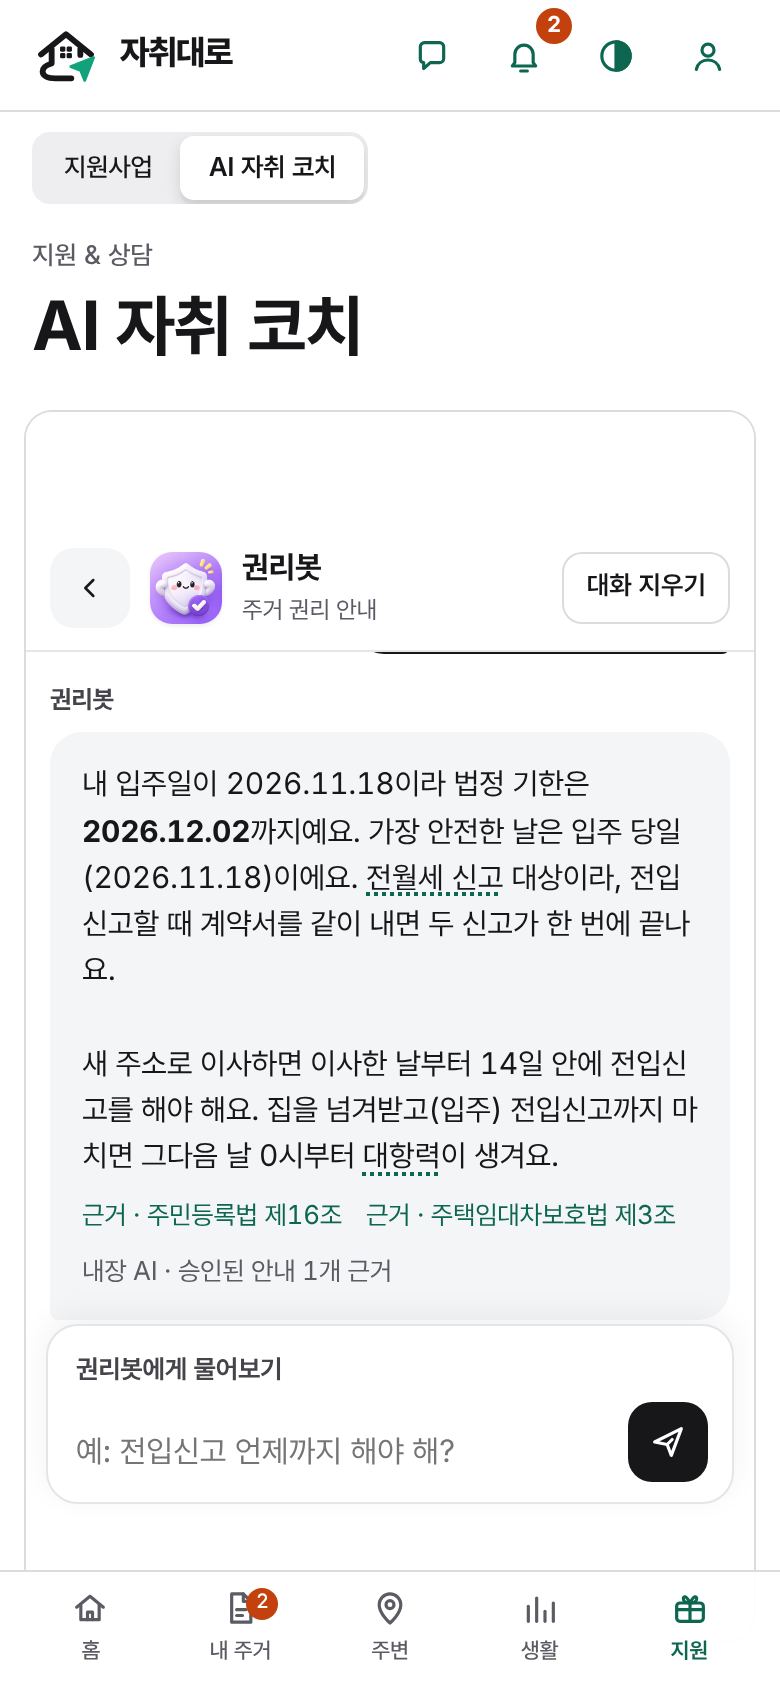 자취대로
2
지원사업
AI 자취 코치
지원 & 상담
AI 자취 코치
권리봇
주거 권리 안내
대화 지우기
권리봇
내 입주일이 2026.11.18이라 법정 기한은
2026.12.02까지예요. 가장 안전한 날은 입주 당일
(2026.11.18)이에요. 전월세 신고 대상이라, 전입
신고할 때 계약서를 같이 내면 두 신고가 한 번에 끝나
요.
새 주소로 이사하면 이사한 날부터 14일 안에 전입신
고를 해야 해요. 집을 넘겨받고(입주) 전입신고까지 마
치면 그다음 날 0시부터 대항력이 생겨요.
근거 · 주민등록법 제16조 근거 · 주택임대차보호법 제3조
내장 AI · 승인된 안내 1개 근거
권리봇에게 물어보기
예: 전입신고 언제까지 해야 해?
2
홈
내 주거
주변
생활
지원